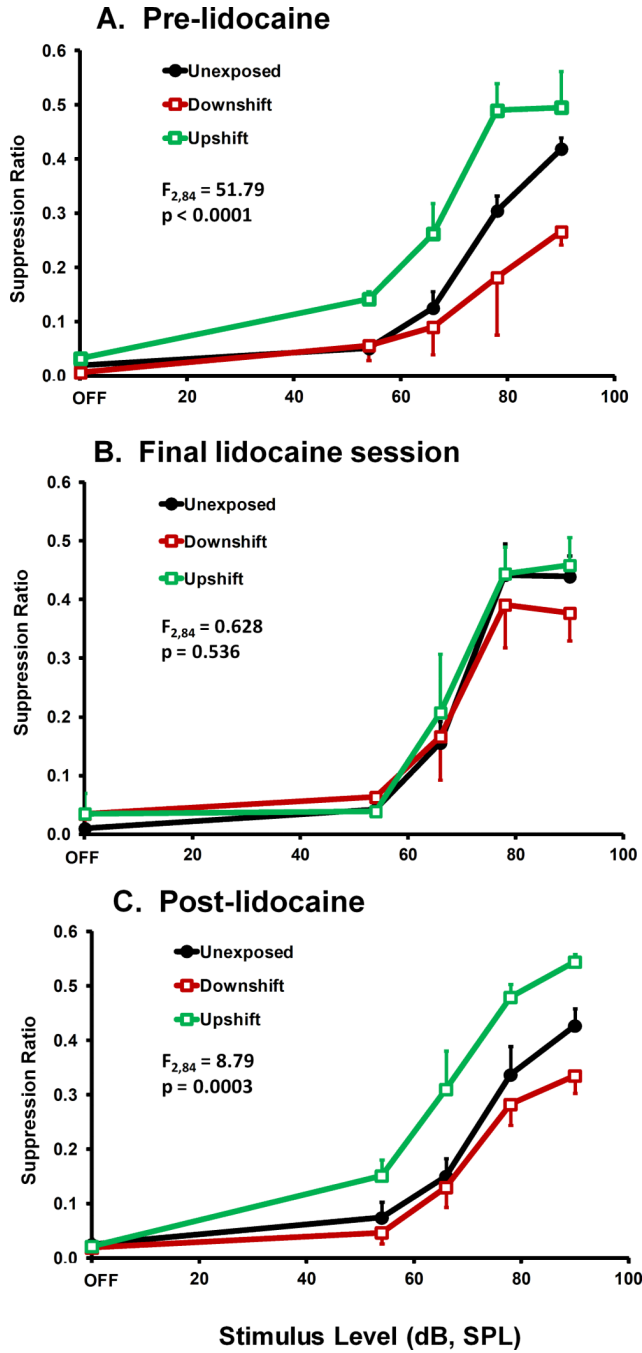 A. Pre-lidocaine
0.6
0.5
0.4
0.3
0.2
0.1
0.0
Suppression Ratio
Unexposed
Downshift
Upshift
F2,84 = 51.79
p < 0.0001
OFF 20 40 60 80 100
B. Final lidocaine session
0.6
0.5
0.4
0.3
0.2
0.1
0.0
Suppression Ratio
Unexposed
Downshift
Upshift
F2,84 = 0.628
p = 0.536
OFF 20 40 60 80 100
C. Post-lidocaine
0.6
0.5
0.4
0.3
0.2
0.1
0.0
Suppression Ratio
Unexposed
Downshift
Upshift
F2,84 = 8.79
p = 0.0003
OFF 20 40 60 80 100
Stimulus Level (dB, SPL)